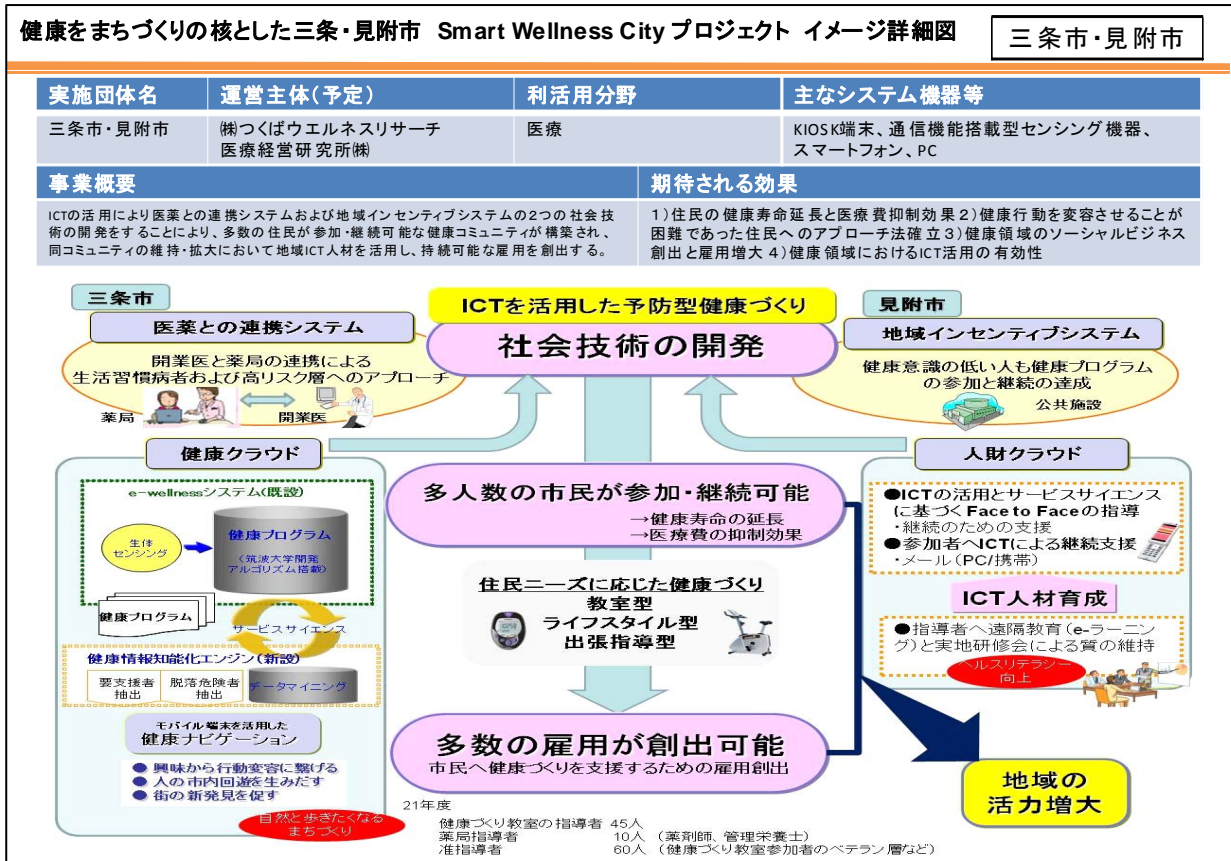 健康をまちづくりの核とした三条・見附市 Smart Wellness City プロジェクト イメージ詳細図
三条市・見附市
実施団体名
運営主体(予定)
利活用分野
主なシステム機器等
三条市・見附市
㈱つくばウエルネスリサーチ
医療経営研究所㈱
医療
KIOSK端末、通信機能搭載型センシング機器、
スマートフォン、PC
事業概要
期待される効果
ICTの活用により医薬との連携システムおよび地域インセンティブシステムの2つの社会技
術の開発をすることにより、多数の住民が参加・継続可能な健康コミュニティが構築され、
同コミュニティの維持・拡大において地域ICT人材を活用し、持続可能な雇用を創出する。
1)住民の健康寿命延長と医療費抑制効果2)健康行動を変容させることが
困難であった住民へのアプローチ法確立3)健康領域のソーシャルビジネス
創出と雇用増大 4)健康領域におけるICT活用の有効性
三条市
医薬との連携システム
開業医と薬局の連携による
生活習慣病者および高リスク層へのアプローチ
薬局
開業医
ICTを活用した予防型健康づくり
社会技術の開発
見附市
地域インセンティブシステム
健康意識の低い人も健康プログラム
の参加と継続の達成
公共施設
健康クラウド
e-wellnessシステム(既設)
生体
センシング
健康プログラム
(筑波大学開発
アルゴリズム搭載)
健康プログラム
サービスサイエンス
健康情報知能化エンジン(新設)
要支援者
抽出
脱落危険者
抽出
データマイニング
モバイル端末を活用した
健康ナビゲーション
● 興味から行動変容に繋げる
● 人の市内回遊を生みだす
● 街の新発見を促す
自然と歩きたくなる
まちづくり
多人数の市民が参加・継続可能
→健康寿命の延長
→医療費の抑制効果
住民ニーズに応じた健康づくり
教室型
ライフスタイル型
出張指導型
多数の雇用が創出可能
市民へ健康づくりを支援するための雇用創出
21年度
健康づくり教室の指導者 45人
薬局指導者 10人 (薬剤師、管理栄養士)
准指導者 60人 (健康づくり教室参加者のベテラン層など)
人財クラウド
●ICTの活用とサービスサイエンス
に基づくFace to Faceの指導
・継続のための支援
●参加者へICTによる継続支援
・メール(PC/携帯)
ICT人材育成
●指導者へ遠隔教育(e-ラーニン
グ)と実地研修会による質の維持
ヘルスリテラシー
向上
地域の
活力増大